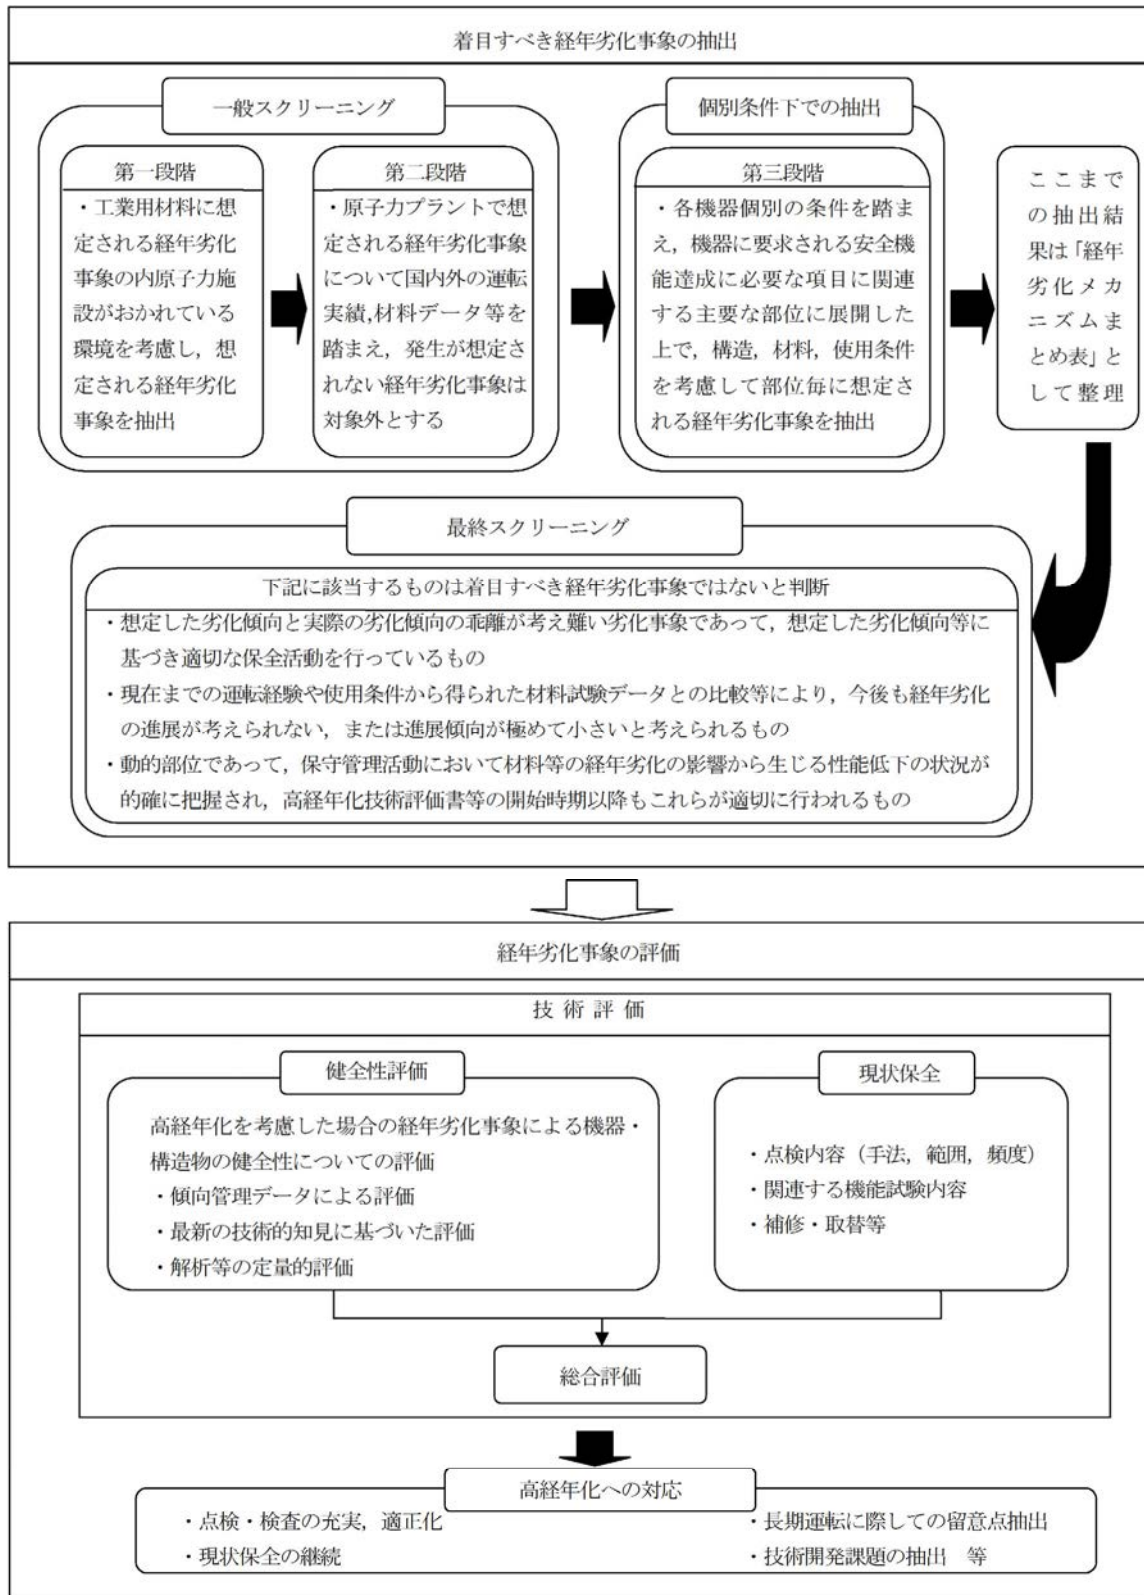 着目すべき経年劣化事象の抽出
一般スクリーニング
第一段階
・工業用材料に想
定される経年劣化
事象の内原子力施
設がおかれている
環境を考慮し，想
定される経年劣化
事象を抽出
第二段階
・原子力プラントで想
定される経年劣化事象
について国内外の運転
実績,材料データ等を
踏まえ，発生が想定さ
れない経年劣化事象は
対象外とする
個別条件下での抽出
第三段階
・各機器個別の条件を踏ま
え，機器に要求される安全機
能達成に必要な項目に関連
する主要な部位に展開した
上で，構造，材料，使用条件
を考慮して部位毎に想定さ
れる経年劣化事象を抽出
ここまで
の抽出結
果は「経年
劣化メカ
ニズムま
とめ表」と
して整理
最終スクリーニング
下記に該当するものは着目すべき経年劣化事象ではないと判断
・想定した劣化傾向と実際の劣化傾向の乖離が考え難い劣化事象であって，想定した劣化傾向等に
基づき適切な保全活動を行っているもの
・現在までの運転経験や使用条件から得られた材料試験データとの比較等により，今後も経年劣化
の進展が考えられない，または進展傾向が極めて小さいと考えられるもの
・動的部位であって，保守管理活動において材料等の経年劣化の影響から生じる性能低下の状況が
的確に把握され，高経年化技術評価書等の開始時期以降もこれらが適切に行われるもの
経年劣化事象の評価
技 術 評 価
健全性評価
高経年化を考慮した場合の経年劣化事象による機器・
構造物の健全性についての評価
・傾向管理データによる評価
・最新の技術的知見に基づいた評価
・解析等の定量的評価
現状保全
・点検内容（手法，範囲，頻度）
・関連する機能試験内容
・補修・取替等
総合評価
高経年化への対応
・点検・検査の充実，適正化
・現状保全の継続
・長期運転に際しての留意点抽出
・技術開発課題の抽出　等